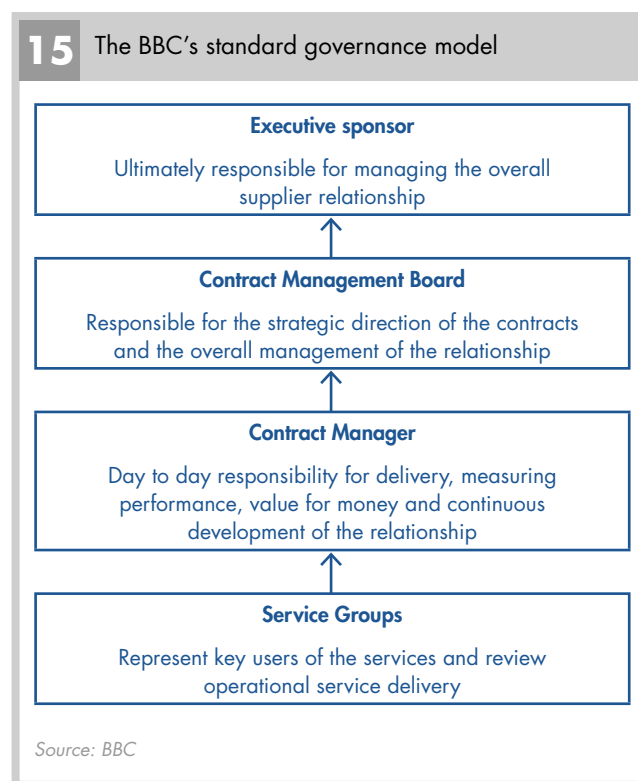 15 The BBC's standard governance model
Executive sponsor
Ultimately responsible for managing the overall
supplier relationship
Contract Management Board
Responsible for the strategic direction of the contracts
and the overall management of the relationship
Contract Manager
Day to day responsibility for delivery, measuring
performance, value for money and continuous
development of the relationship
Service Groups
Represent key users of the services and review
operational service delivery
Source: BBC